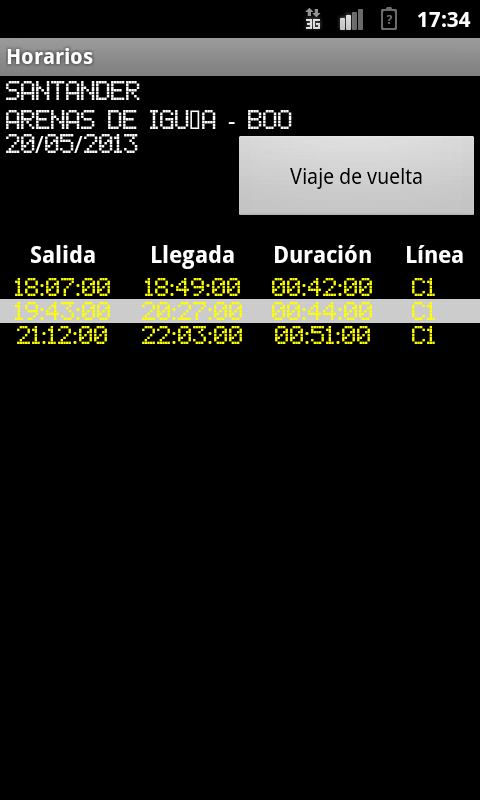 3G ? 17:34
Horarios
SANTANDER
ARENAS DE IGU▯A - BOO
20/05/2013
Viaje de vuelta
Salida Llegada Duración Línea
18:07:00 18:49:00 00:42:00 C1
19:43:00 20:27:00 00:44:00 C1
21:12:00 22:03:00 00:51:00 C1